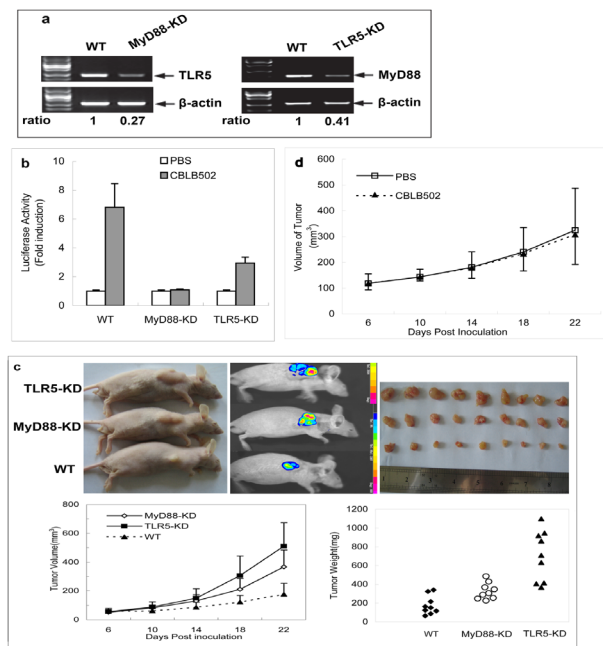 a
WT MyD88-KD
TLR5
β-actin
ratio 1 0.27
WT TLR5-KD
MyD88
β-actin
ratio 1 0.41
b
PBS
CBLB502
Luciferase Activity
(Fold induction)
10
8
6
4
2
0
WT MyD88-KD TLR5-KD
d
PBS
CBLB502
Volume of Tumor
(mm³)
600
500
400
300
200
100
0
6 10 14 18 22
Days Post Inoculation
c
TLR5-KD
MyD88-KD
WT
MyD88-KD
TLR5-KD
WT
Tumor Volume(mm³)
800
600
400
200
0
6 10 14 18 22
Days Post inoculation
Tumor Weight(mg)
1200
1000
800
600
400
200
0
WT MyD88-KD TLR5-KD